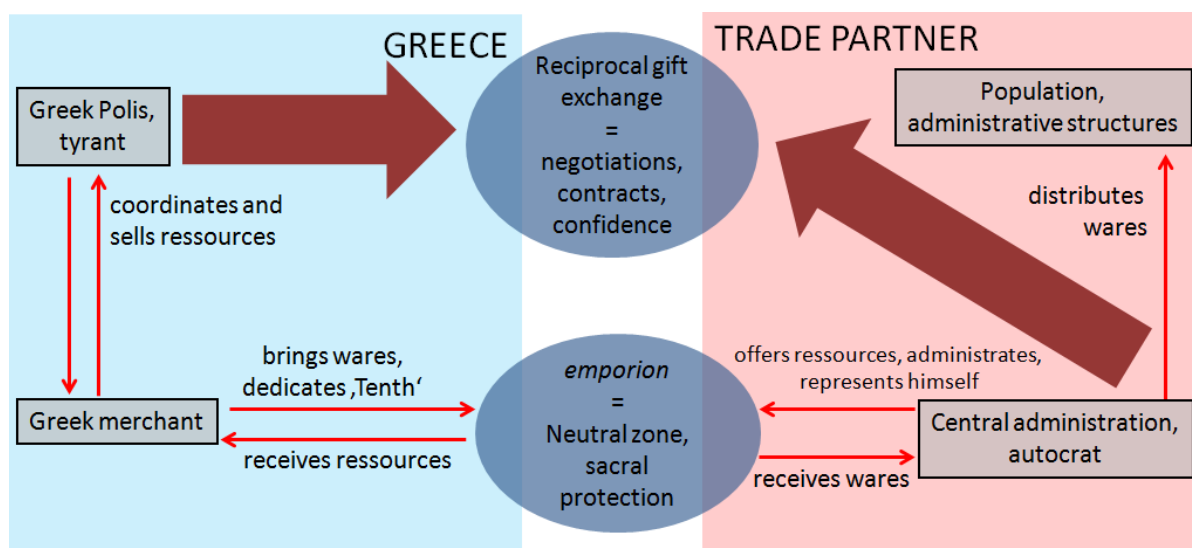 GREECE
TRADE PARTNER
Greek Polis,
tyrant
Reciprocal gift
exchange
=
negotiations,
contracts,
confidence
Population,
administrative structures
coordinates and
sells ressources
distributes
wares
brings wares,
dedicates ‚Tenth‘
Greek merchant
receives ressources
emporion
=
Neutral zone,
sacral
protection
offers ressources, administrates,
represents himself
receives wares
Central administration,
autocrat